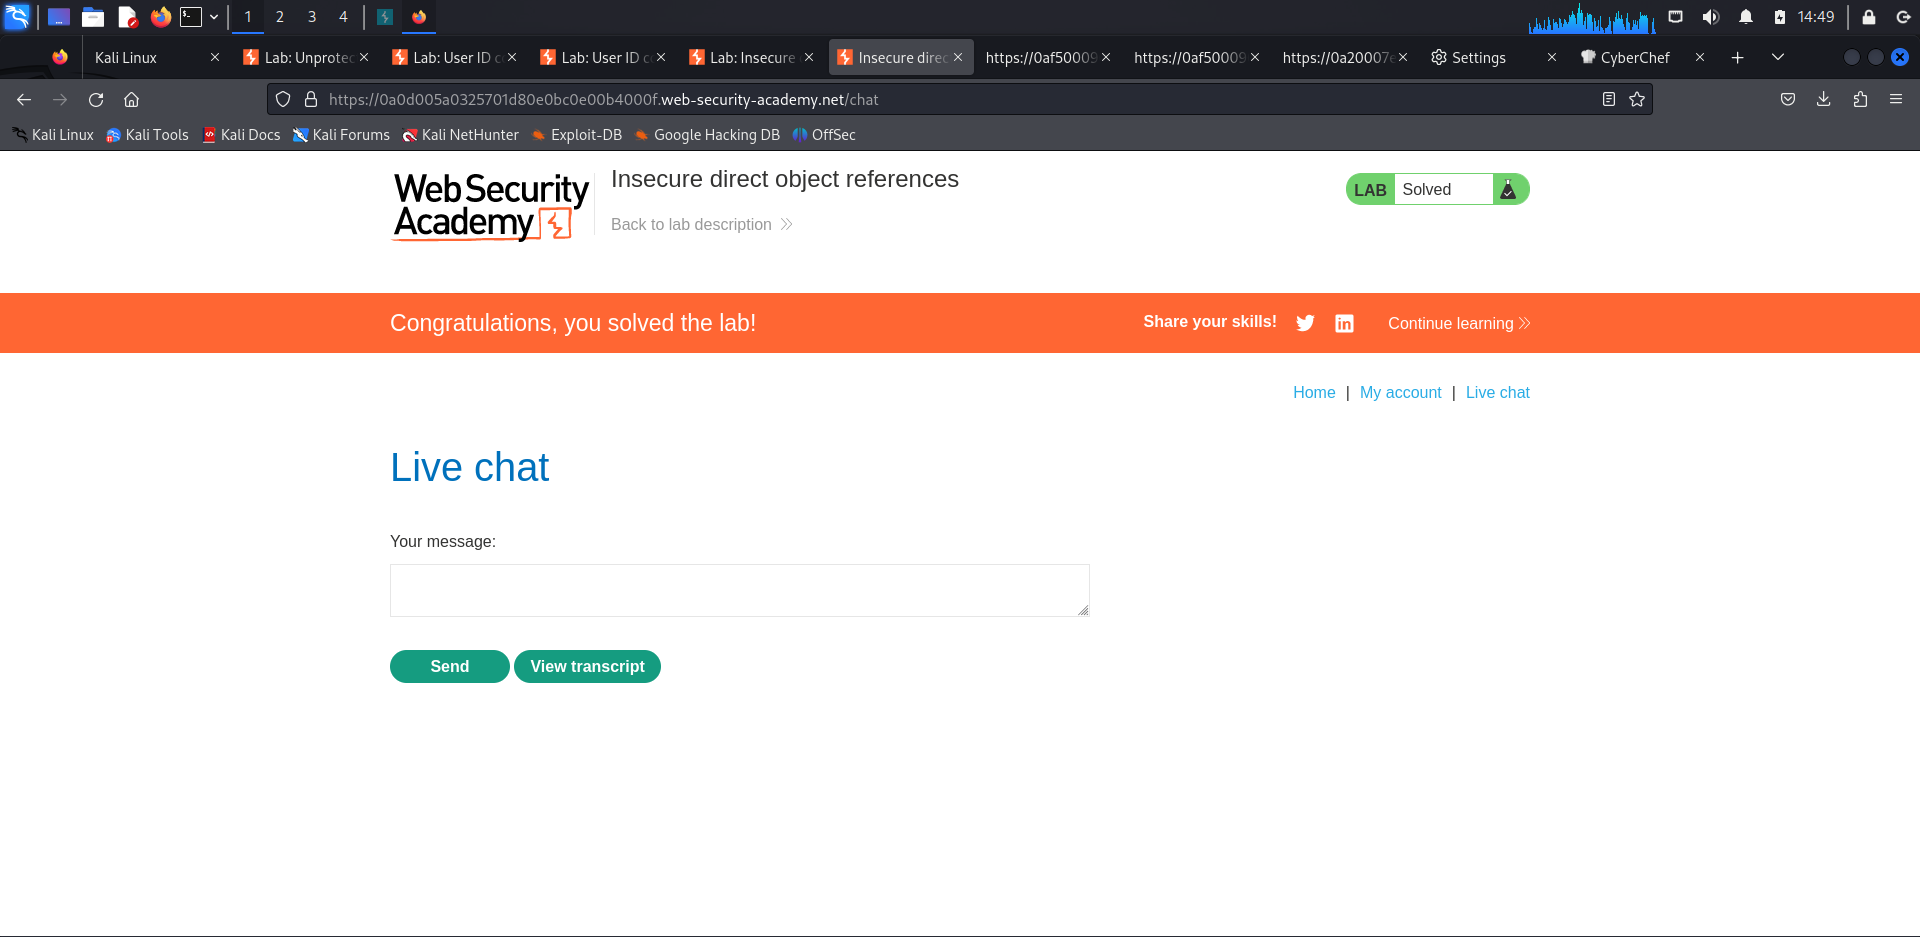 1 2 3 4 14:49
Kali Linux Lab: Unprotec Lab: User ID c Lab: User ID c Lab: Insecure Insecure direc https://0af50009 https://0af50009 https://0a20007e Settings CyberChef
https://0a0d005a0325701d80e0bc0e00b4000f.web-security-academy.net/chat
Kali Linux Kali Tools Kali Docs Kali Forums Kali NetHunter Exploit-DB Google Hacking DB OffSec
Web Security
Academy
Insecure direct object references
Back to lab description
LAB Solved
Congratulations, you solved the lab!
Share your skills!
Continue learning
Home | My account | Live chat
Live chat
Your message:
Send View transcript